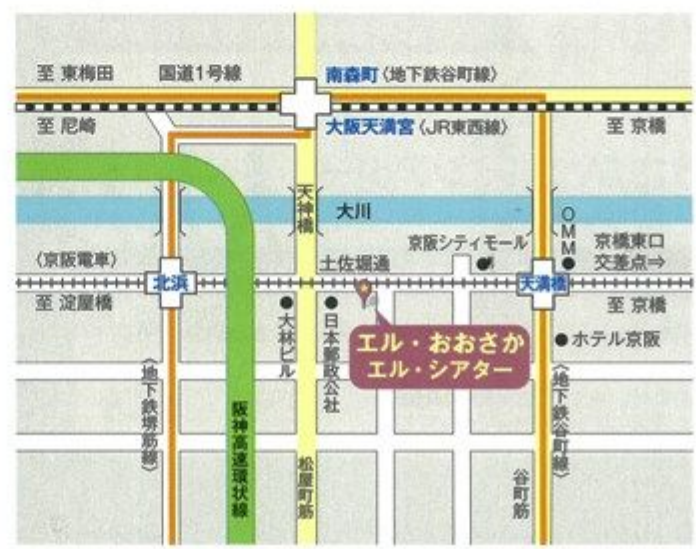 至 東梅田
国道1号線
南森町〈地下鉄谷町線〉
至 尼崎
大阪天満宮〈JR東西線〉
至 京橋
天神橋
大川
OMM
京阪シティモール
京橋東口
交差点⇒
〈京阪電車〉
土佐堀通
北浜
天満橋
至 淀屋橋
至 京橋
大林ビル
日本郵政公社
エル・おおさか
エル・シアター
ホテル京阪
〈地下鉄堺筋線〉
阪神高速環状線
松屋町筋
谷町筋
〈地下鉄谷町線〉